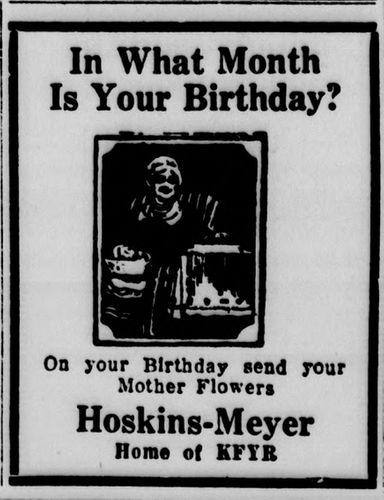 In What Month
Is Your Birthday?
On your Birthday send your
Mother Flowers
Hoskins-Meyer
Home of KFYR